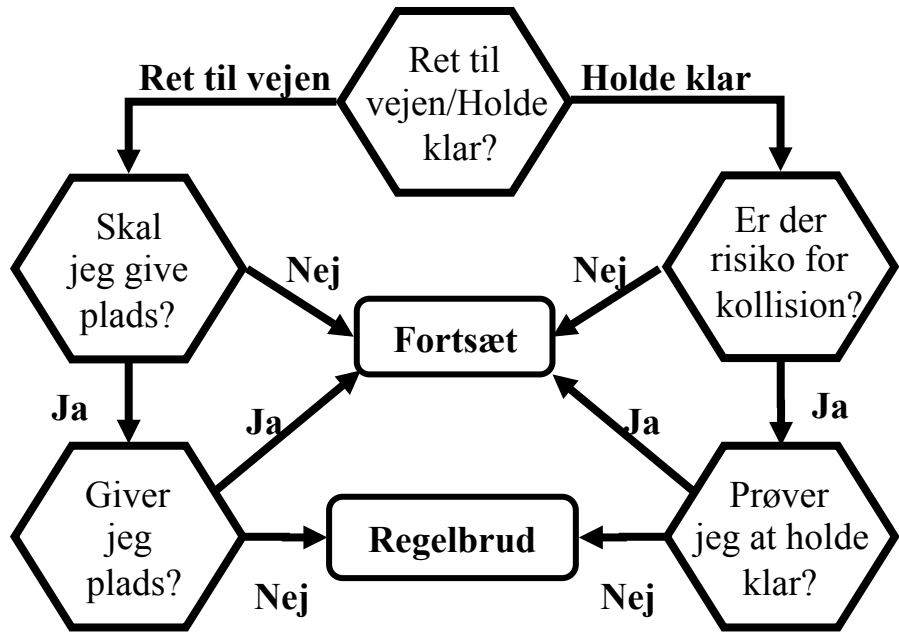 Ret til
vejen/Holde
klar?
Ret til vejen
Holde klar
Skal
jeg give
plads?
Er der
risiko for
kollision?
Nej
Nej
Fortsæt
Ja
Ja
Ja
Ja
Giver
jeg
plads?
Prøver
jeg at holde
klar?
Regelbrud
Nej
Nej